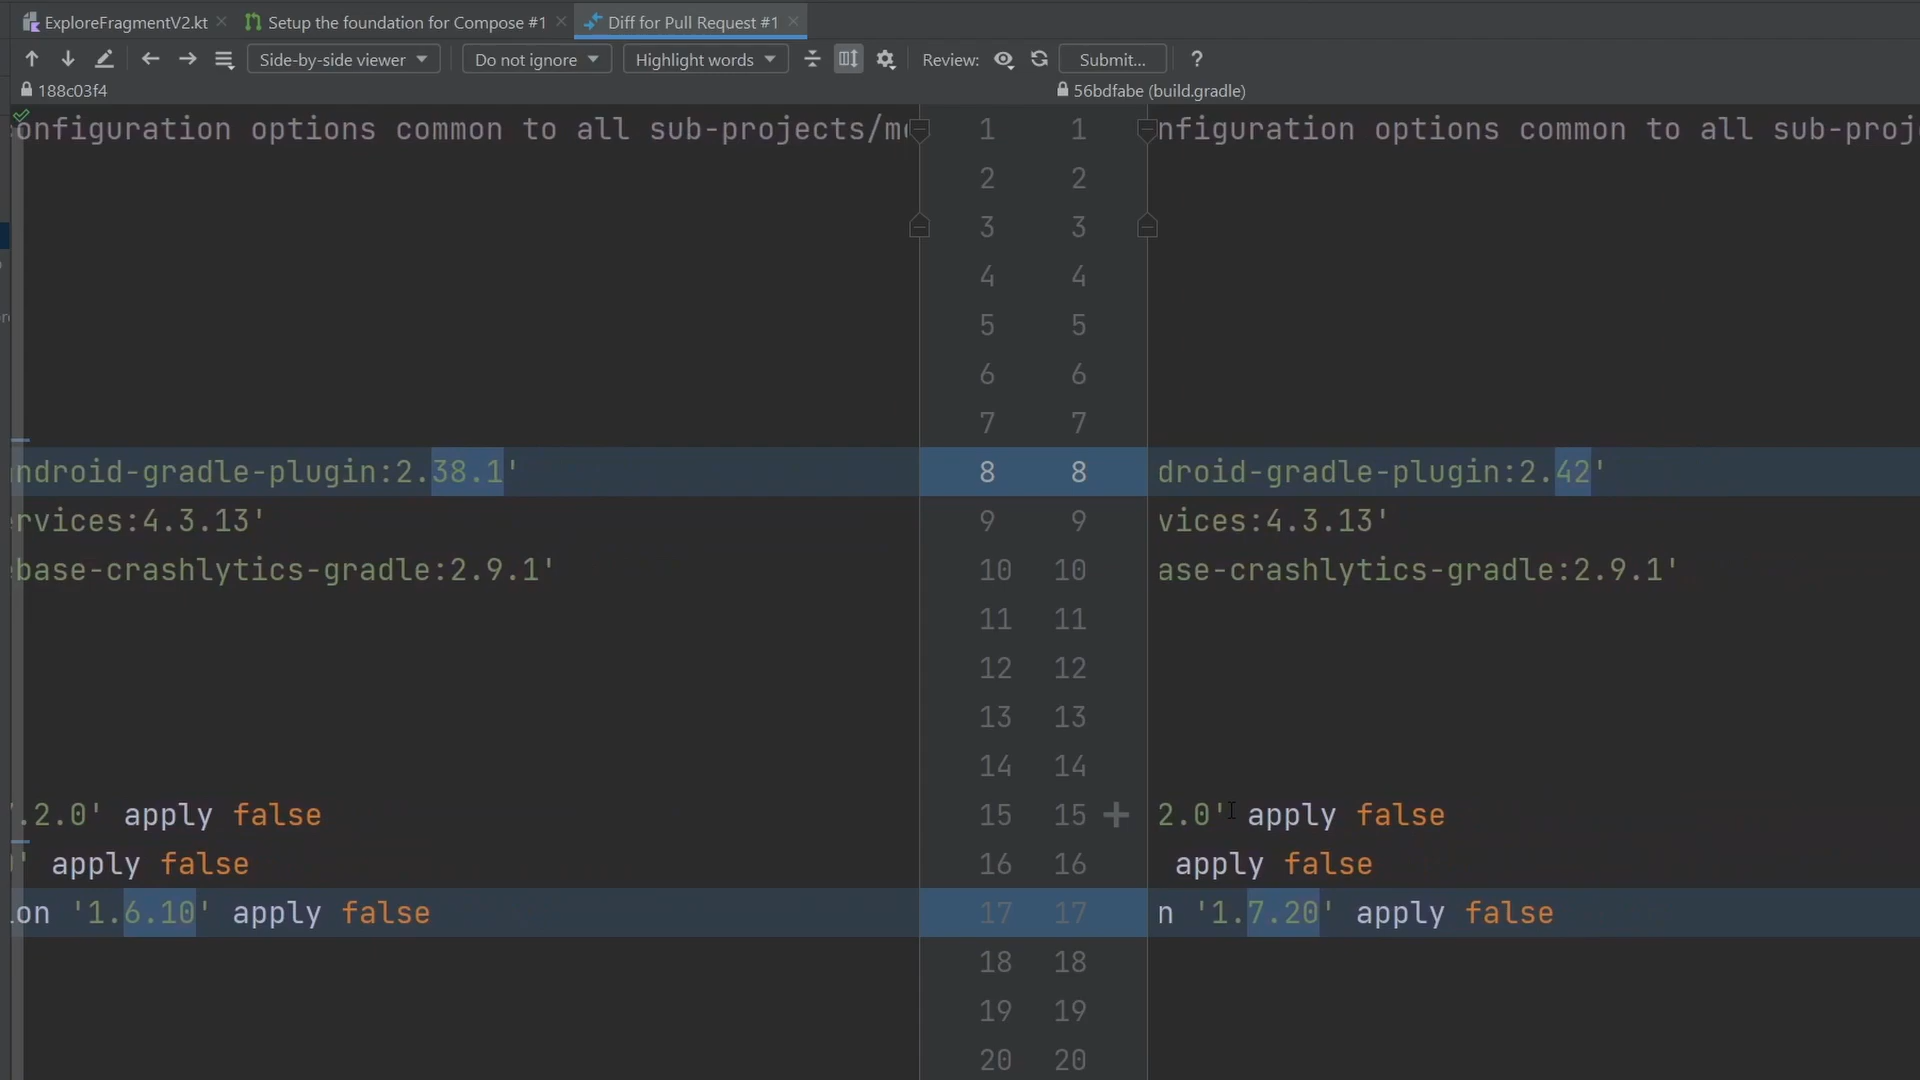 ExploreFragmentV2.kt
Setup the foundation for Compose #1
Diff for Pull Request #1
Side-by-side viewer
Do not ignore
Highlight words
Review:
Submit...
?
188c03f4
56bdfabe (build.gradle)
onfiguration options common to all sub-projects/mo 1 1 nfiguration options common to all sub-proj
2 2
3 3
4 4
5 5
6 6
7 7
ndroid-gradle-plugin:2.38.1' 8 8 droid-gradle-plugin:2.42'
rvices:4.3.13' 9 9 vices:4.3.13'
base-crashlytics-gradle:2.9.1' 10 10 ase-crashlytics-gradle:2.9.1'
11 11
12 12
13 13
14 14
.2.0' apply false 15 15 2.0' apply false
' apply false 16 16 apply false
on '1.6.10' apply false 17 17 n '1.7.20' apply false
18 18
19 19
20 20